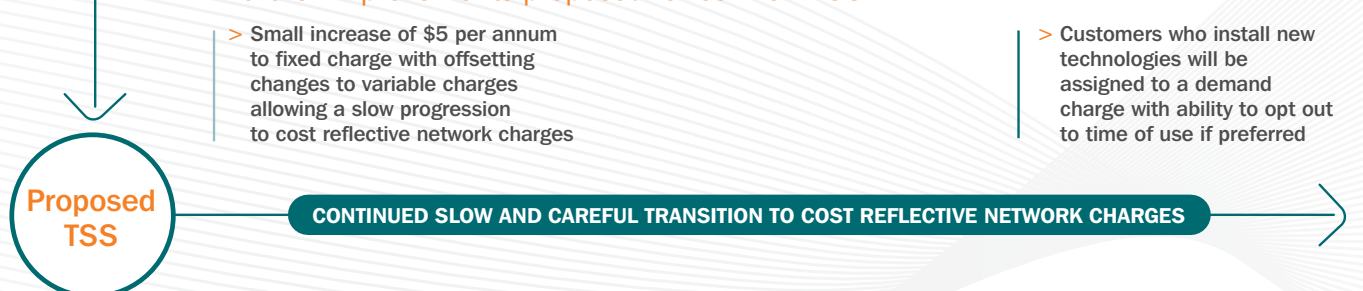 > Small increase of $5 per annum
to fixed charge with offsetting
changes to variable charges
allowing a slow progression
to cost reflective network charges
> Customers who install new
technologies will be
assigned to a demand
charge with ability to opt out
to time of use if preferred
Proposed
TSS
CONTINUED SLOW AND CAREFUL TRANSITION TO COST REFLECTIVE NETWORK CHARGES